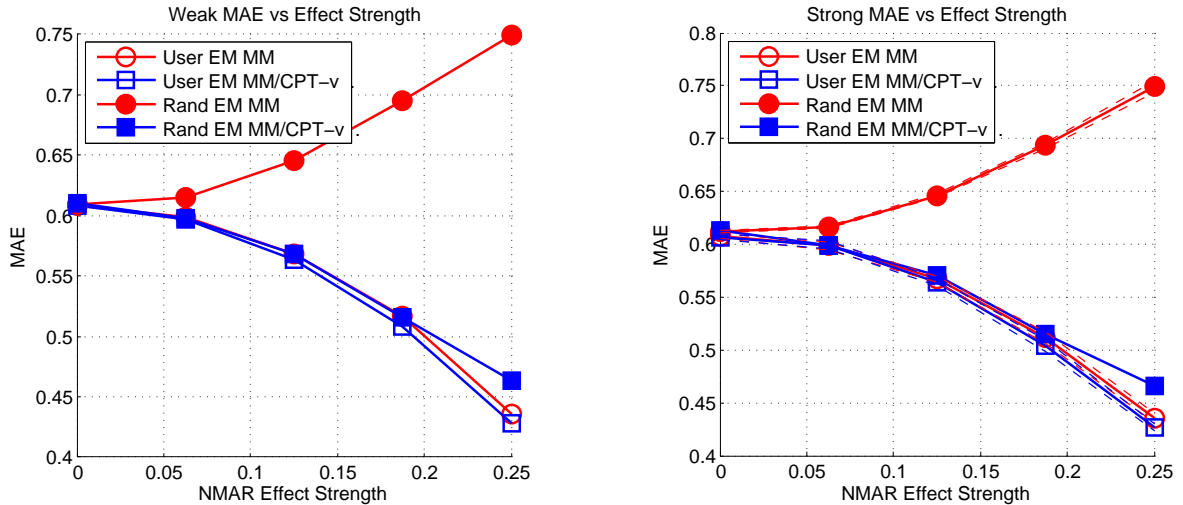 Weak MAE vs Effect Strength
0.75
0.7
0.65
0.6
0.55
0.5
0.45
0.4
MAE
User EM MM
User EM MM/CPT−v
Rand EM MM
Rand EM MM/CPT−v
0
0.05
0.1
0.15
0.2
0.25
NMAR Effect Strength
Strong MAE vs Effect Strength
0.8
0.75
0.7
0.65
0.6
0.55
0.5
0.45
0.4
MAE
User EM MM
User EM MM/CPT−v
Rand EM MM
Rand EM MM/CPT−v
0
0.05
0.1
0.15
0.2
0.25
NMAR Effect Strength